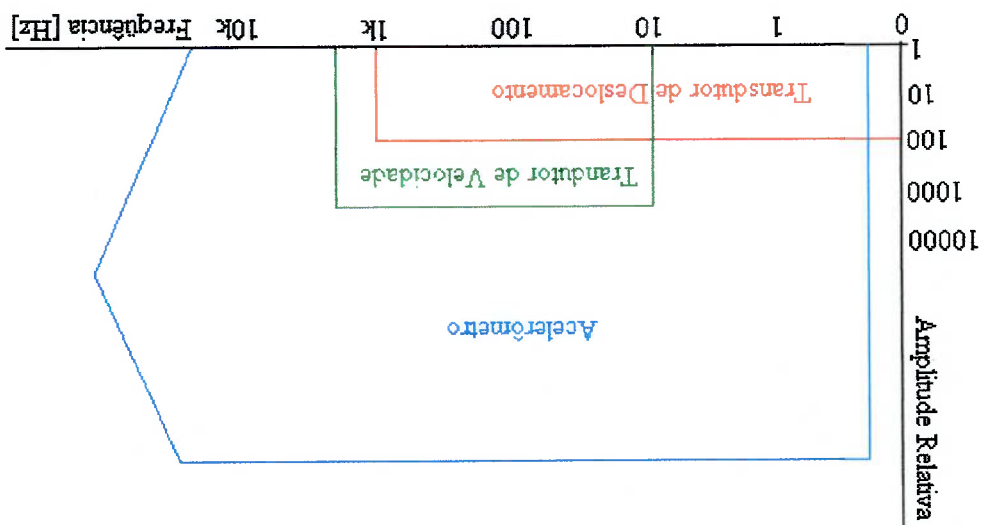 Amplitude Relativa
Acelerômetro
10000
1000
Trandutor de Velocidade
100
10
Transdutor de Deslocamento
1
0 1 10 100 1k 10k Freqüência [Hz]